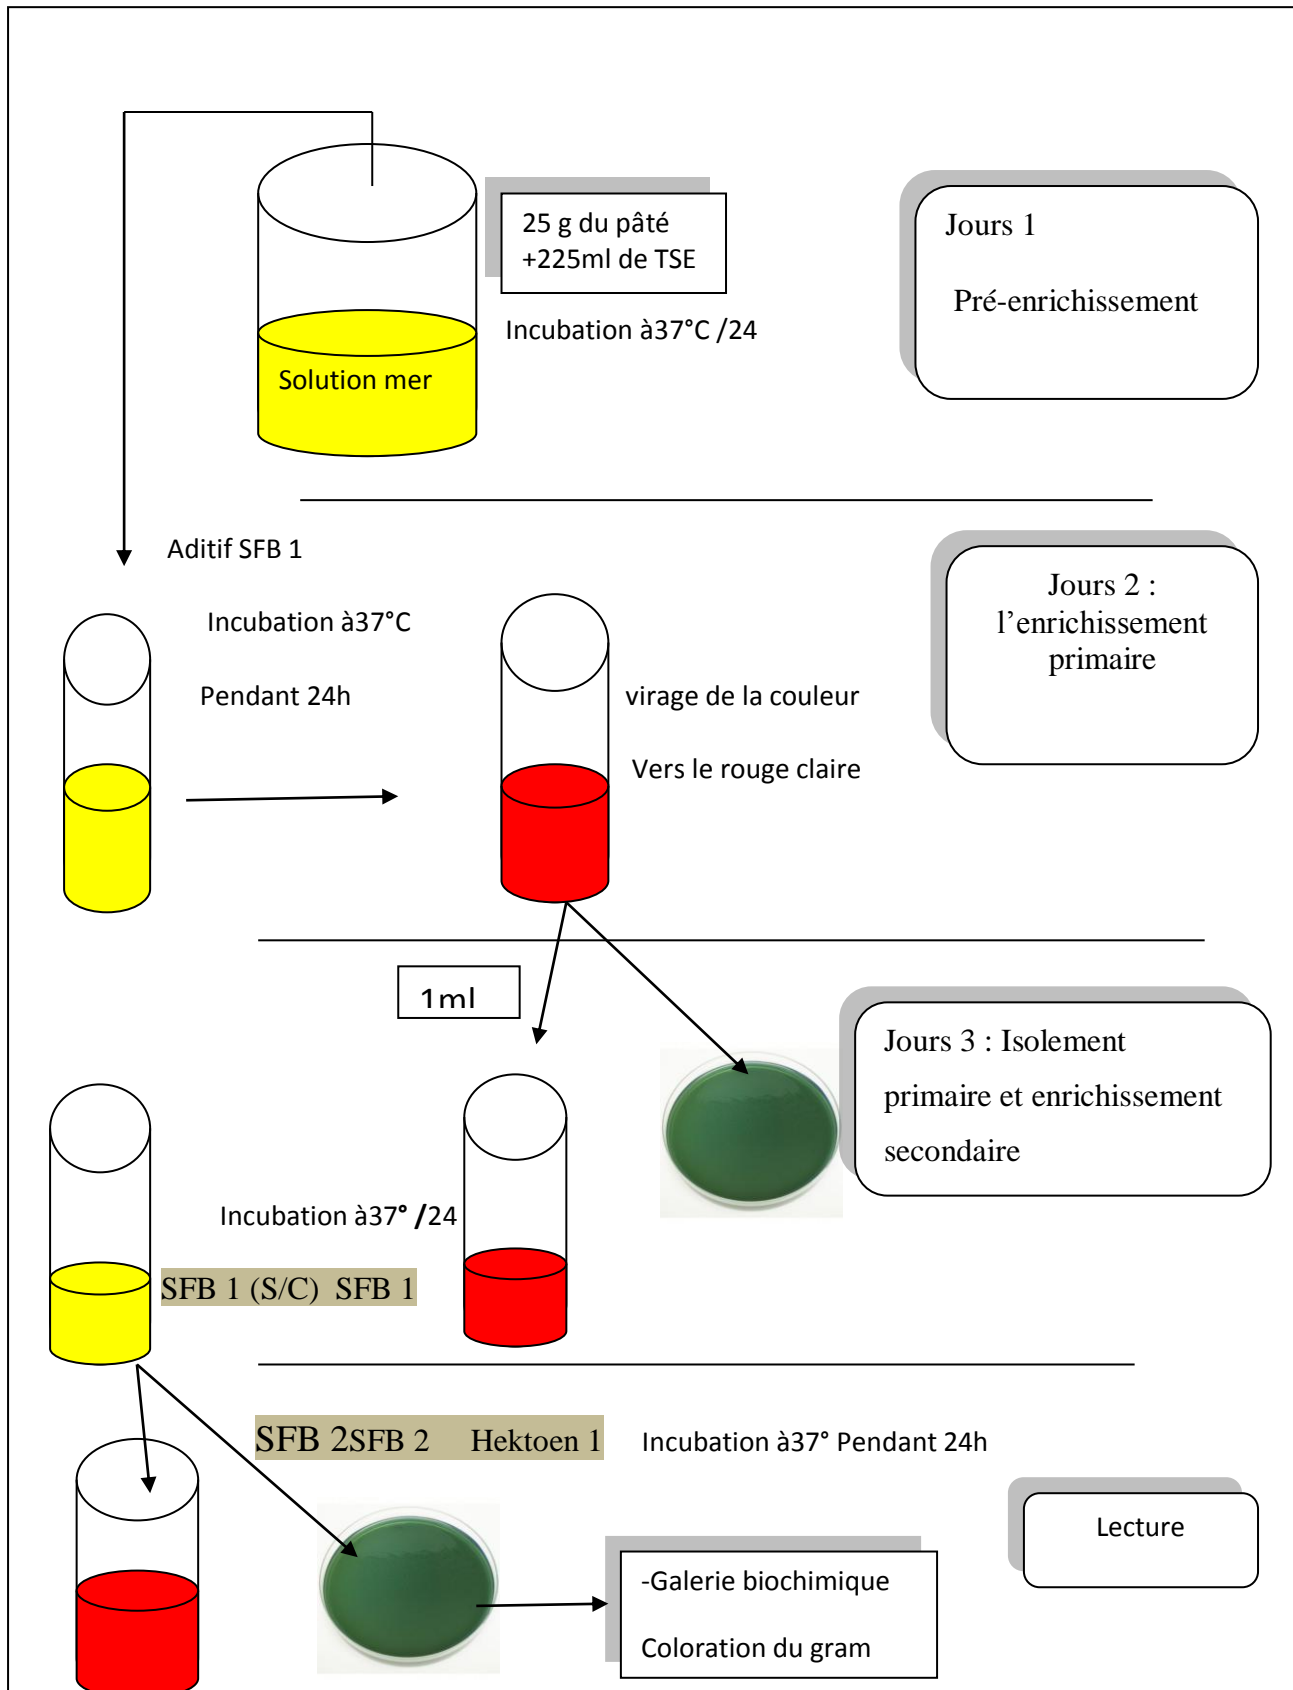 25 g du pâté
+225ml de TSE
Jours 1
Pré-enrichissement
Incubation à37°C /24
Solution mer
Aditif SFB 1
Incubation à37°C
Pendant 24h
virage de la couleur
Vers le rouge claire
Jours 2 :
l’enrichissement
primaire
1ml
Jours 3 : Isolement
primaire et enrichissement
secondaire
Incubation à37° /24
SFB 1 (S/C)  SFB 1
SFB 2SFB 2 Hektoen 1
Incubation à37° Pendant 24h
Lecture
-Galerie biochimique
Coloration du gram